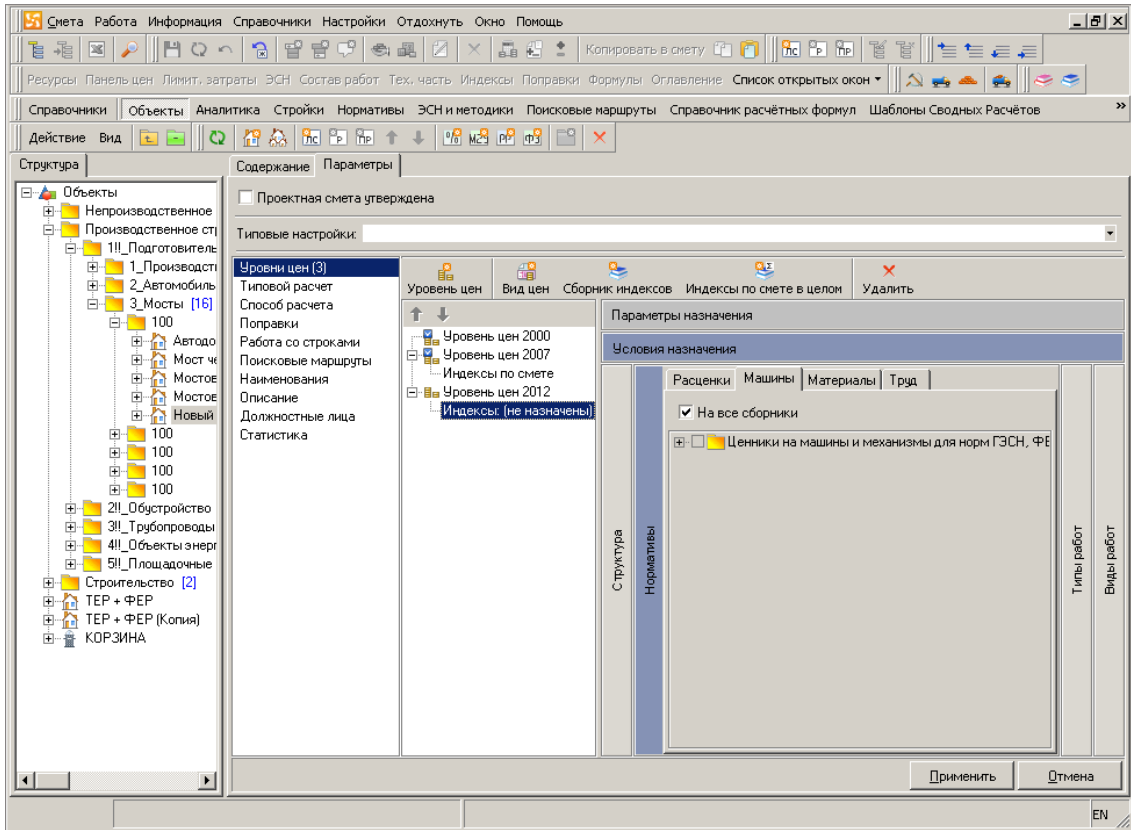 Смета Работа Информация Справочники Настройки Отдохнуть Окно Помощь
Копировать в смету
Ресурсы Панель цен Лимит. затраты ЭСН Состав работ Тех. часть Индексы Поправки Формулы Оглавление Список открытых окон
Справочники Объекты Аналитика Стройки Нормативы ЭСН и методики Поисковые маршруты Справочник расчётных формул Шаблоны Сводных Расчётов »
Действие Вид
Структура
Содержание Параметры
Объекты
Непроизводственное
Производственное стр
1!!_Подготовитель
1_Производст
2_Автомобиль
3_Мосты [16]
100
Автодо
Мост че
Мостов
Мостов
Новый
100
100
100
100
2!!_Обустройство
3!!_Трубопроводы
4!!_Объекты энерг
5!!_Площадочные
Строительство [2]
ТЕР + ФЕР
ТЕР + ФЕР (Копия)
КОРЗИНА
Проектная смета утверждена
Типовые настройки:
Уровни цен (3)
Типовой расчет
Способ расчета
Поправки
Работа со строками
Поисковые маршруты
Наименования
Описание
Должностные лица
Статистика
Уровень цен Вид цен Сборник индексов Индексы по смете в целом Удалить
Уровень цен 2000
Уровень цен 2007
Индексы по смете
Уровень цен 2012
Индексы: (не назначены)
Параметры назначения
Условия назначения
Структура
Нормативы
Расценки Машины Материалы Труд
На все сборники
Ценники на машины и механизмы для норм ГЭСН, ФЕ
Типы работ
Виды работ
Применить Отмена
EN